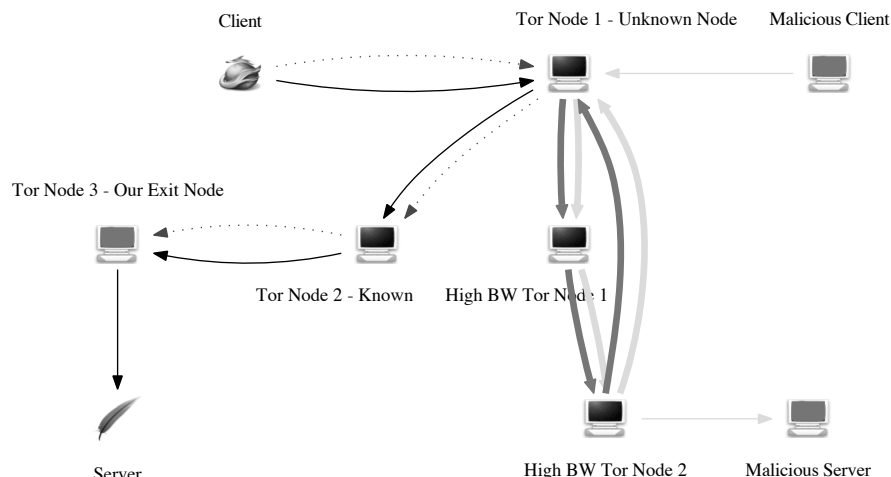 Client
Tor Node 1 - Unknown Node
Malicious Client
Tor Node 3 - Our Exit Node
Tor Node 2 - Known
High BW Tor Node 1
Server
High BW Tor Node 2
Malicious Server